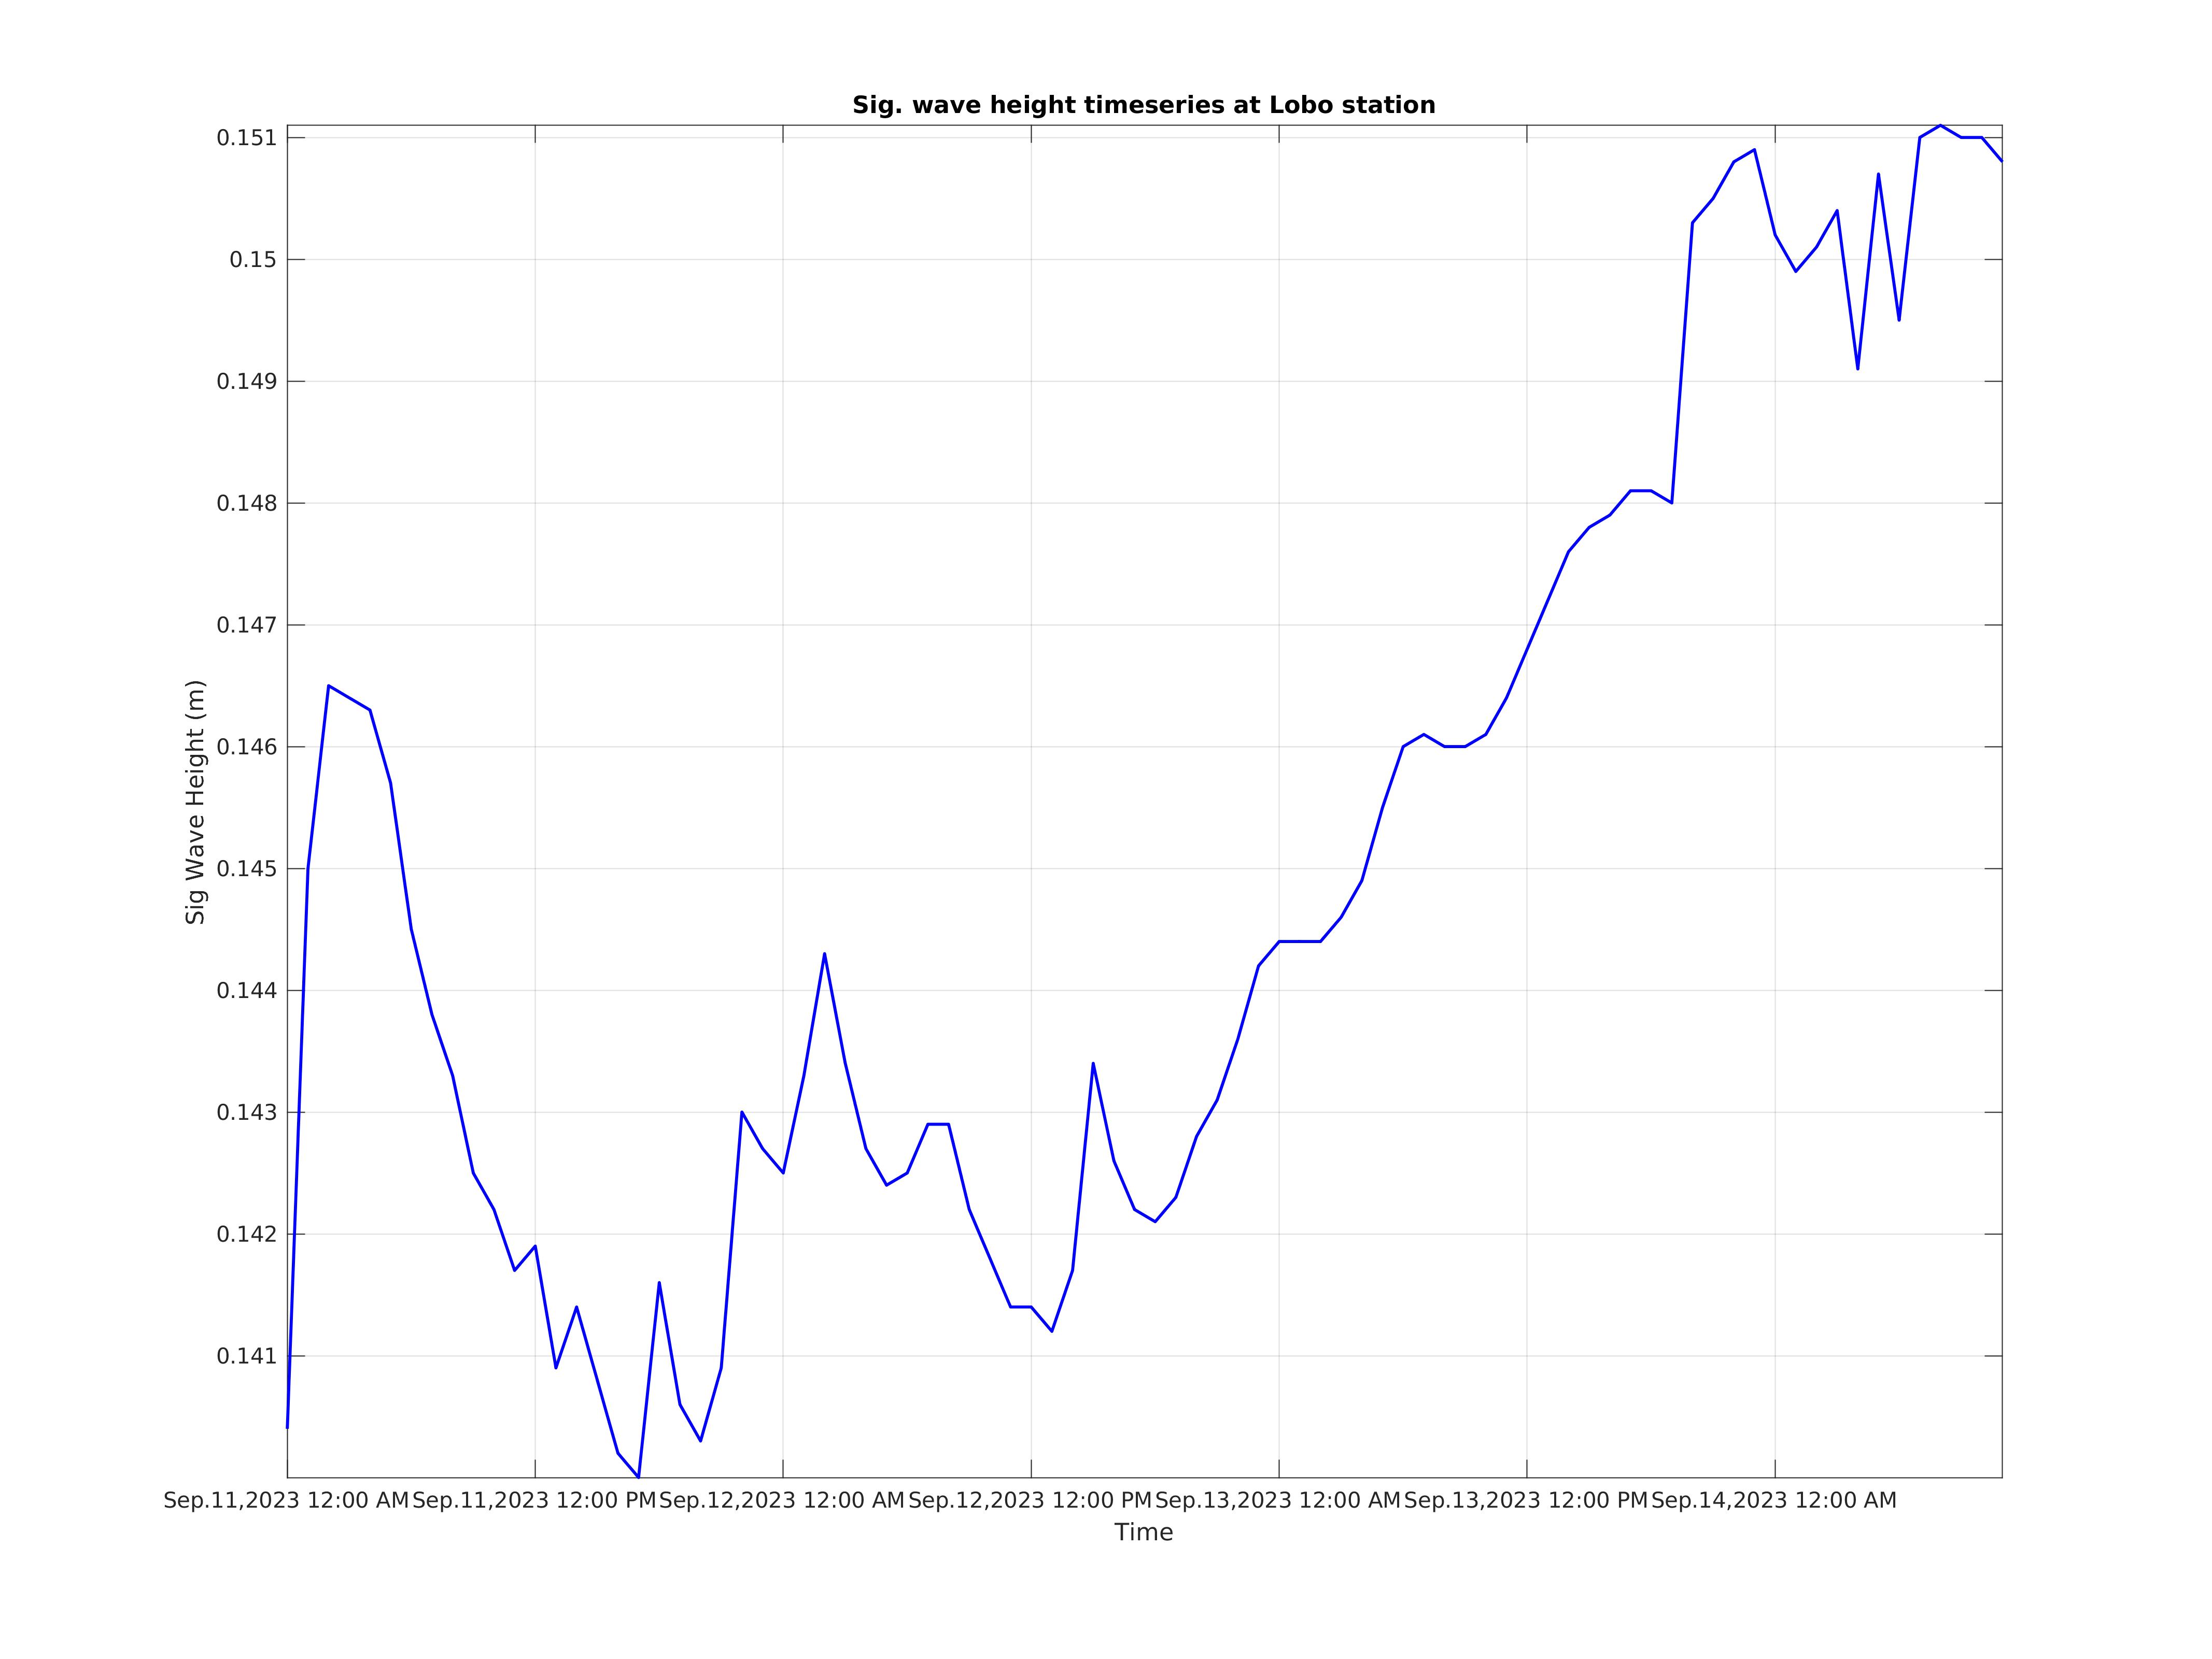 Sig. wave height timeseries at Lobo station
0.151
0.15
0.149
0.148
0.147
0.146
0.145
0.144
0.143
0.142
0.141
Sig Wave Height (m)
Sep.11,2023 12:00 AM Sep.11,2023 12:00 PM Sep.12,2023 12:00 AM Sep.12,2023 12:00 PM Sep.13,2023 12:00 AM Sep.13,2023 12:00 PM Sep.14,2023 12:00 AM
Time